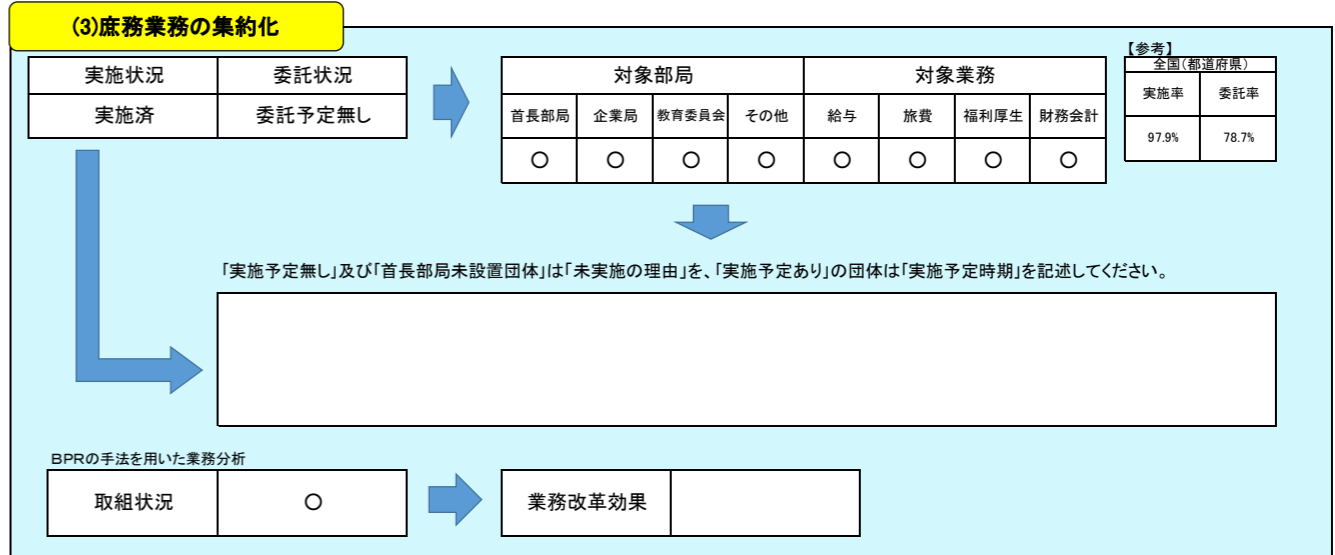 (3)庶務業務の集約化
【参考】
実施状況 委託状況
対象部局 対象業務
全国(都道府県)
実施率 委託率
実施済 委託予定無し
首長部局 企業局 教育委員会 その他 給与 旅費 福利厚生 財務会計
97.9% 78.7%
○ ○ ○ ○ ○ ○ ○ ○
「実施予定無し」及び「首長部局未設置団体」は「未実施の理由」を、「実施予定あり」の団体は「実施予定時期」を記述してください。
BPRの手法を用いた業務分析
取組状況 ○ 業務改革効果